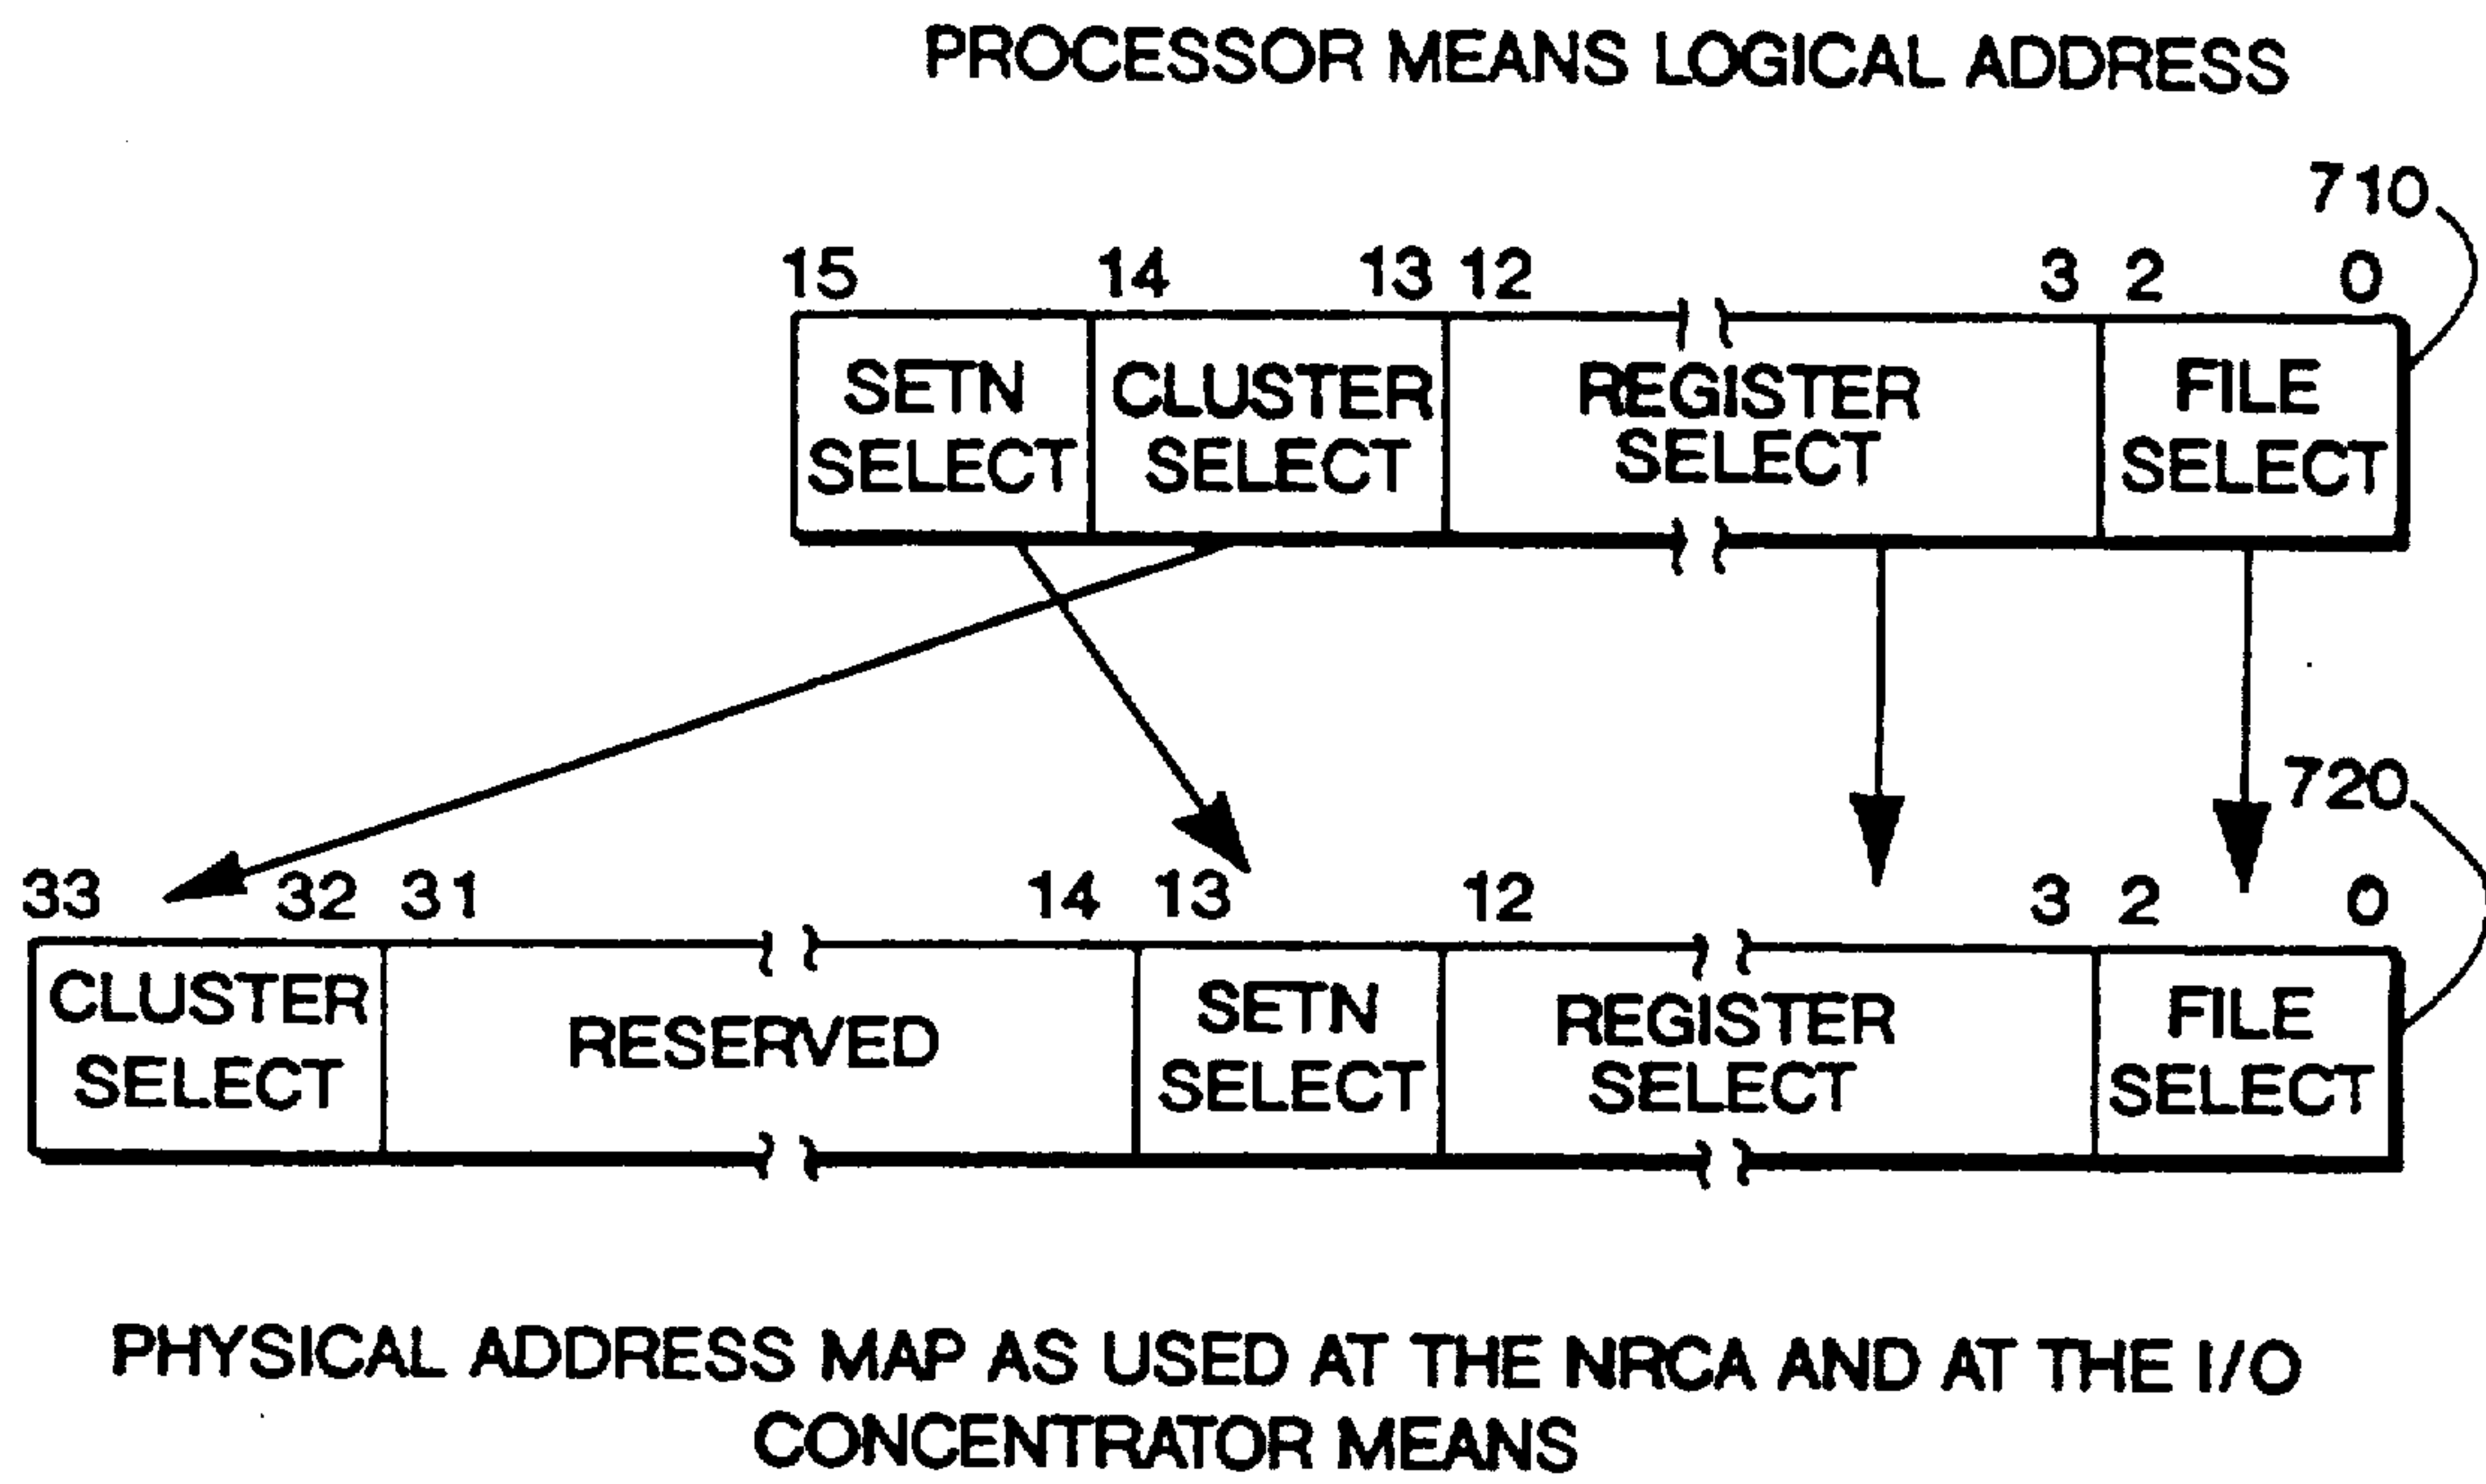 PROCESSOR MEANS LOGICAL ADDRESS
710
15 14 13 12 3 2 0
SETN CLUSTER REGISTER FILE
SELECT SELECT SELECT SELECT
720
33 32 31 14 13 12 3 2 0
CLUSTER RESERVED SETN REGISTER FILE
SELECT SELECT SELECT SELECT
PHYSICAL ADDRESS MAP AS USED AT THE NRCA AND AT THE I/O
CONCENTRATOR MEANS